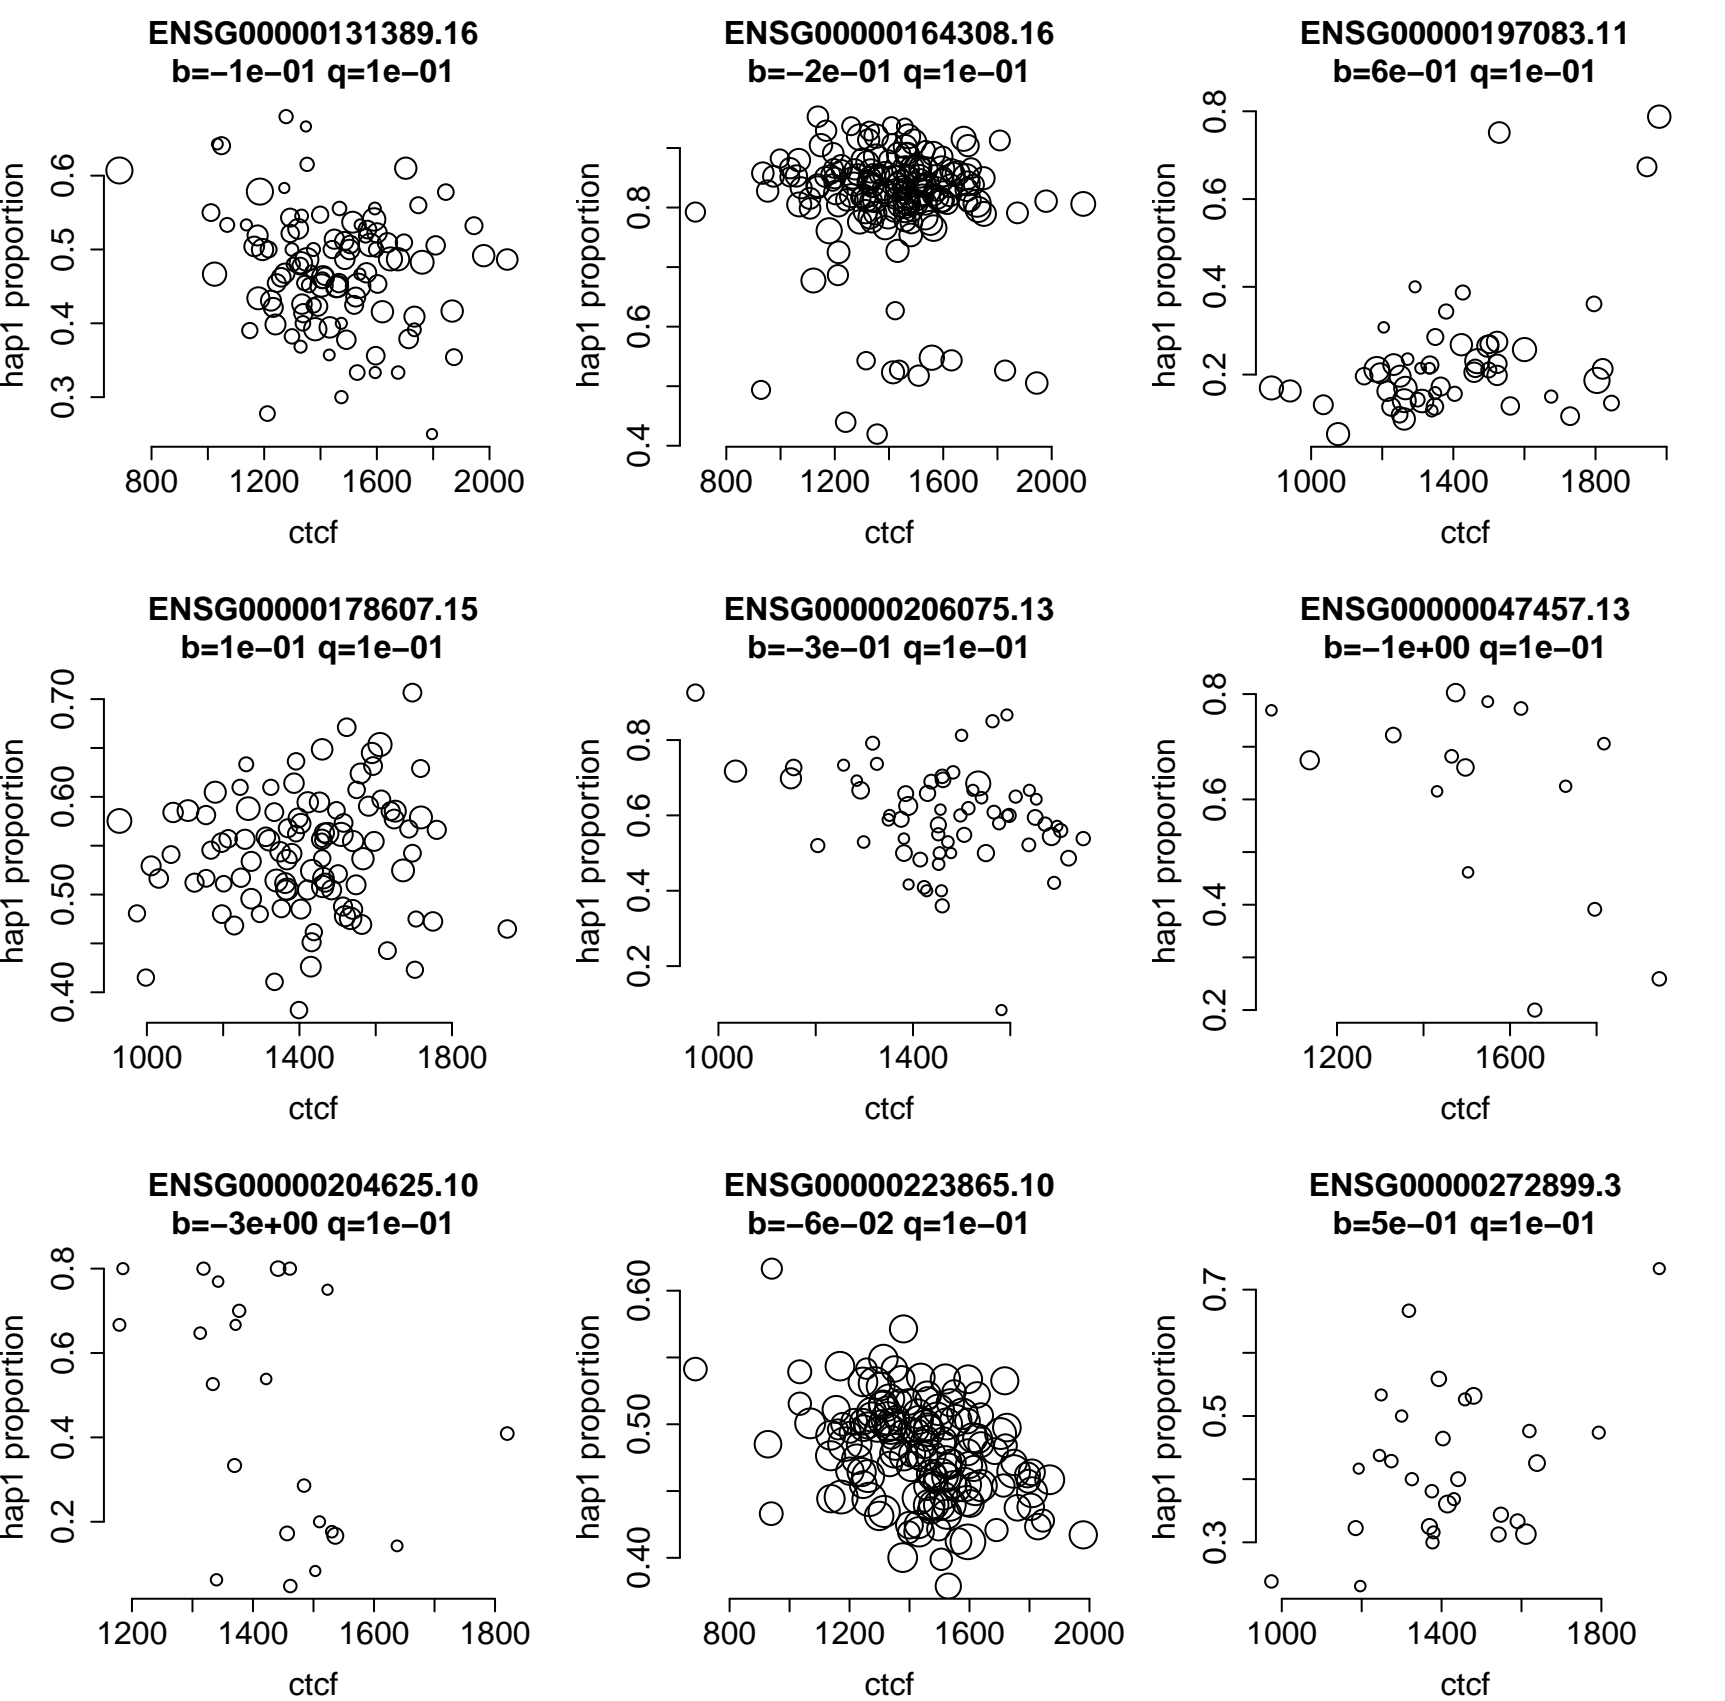 ENSG00000131389.16
b=−1e−01 q=1e−01
hap1 proportion
0.3 0.4 0.5 0.6
800 1200 1600 2000
ctcf
ENSG00000164308.16
b=−2e−01 q=1e−01
hap1 proportion
0.4 0.6 0.8
800 1200 1600 2000
ctcf
ENSG00000197083.11
b=6e−01 q=1e−01
hap1 proportion
0.2 0.4 0.6 0.8
1000 1400 1800
ctcf
ENSG00000178607.15
b=1e−01 q=1e−01
hap1 proportion
0.40 0.50 0.60 0.70
1000 1400 1800
ctcf
ENSG00000206075.13
b=−3e−01 q=1e−01
hap1 proportion
0.2 0.4 0.6 0.8
1000 1400
ctcf
ENSG00000047457.13
b=−1e+00 q=1e−01
hap1 proportion
0.2 0.4 0.6 0.8
1200 1600
ctcf
ENSG00000204625.10
b=−3e+00 q=1e−01
hap1 proportion
0.2 0.4 0.6 0.8
1200 1400 1600 1800
ctcf
ENSG00000223865.10
b=−6e−02 q=1e−01
hap1 proportion
0.40 0.50 0.60
800 1200 1600 2000
ctcf
ENSG00000272899.3
b=5e−01 q=1e−01
hap1 proportion
0.3 0.5 0.7
1000 1400 1800
ctcf